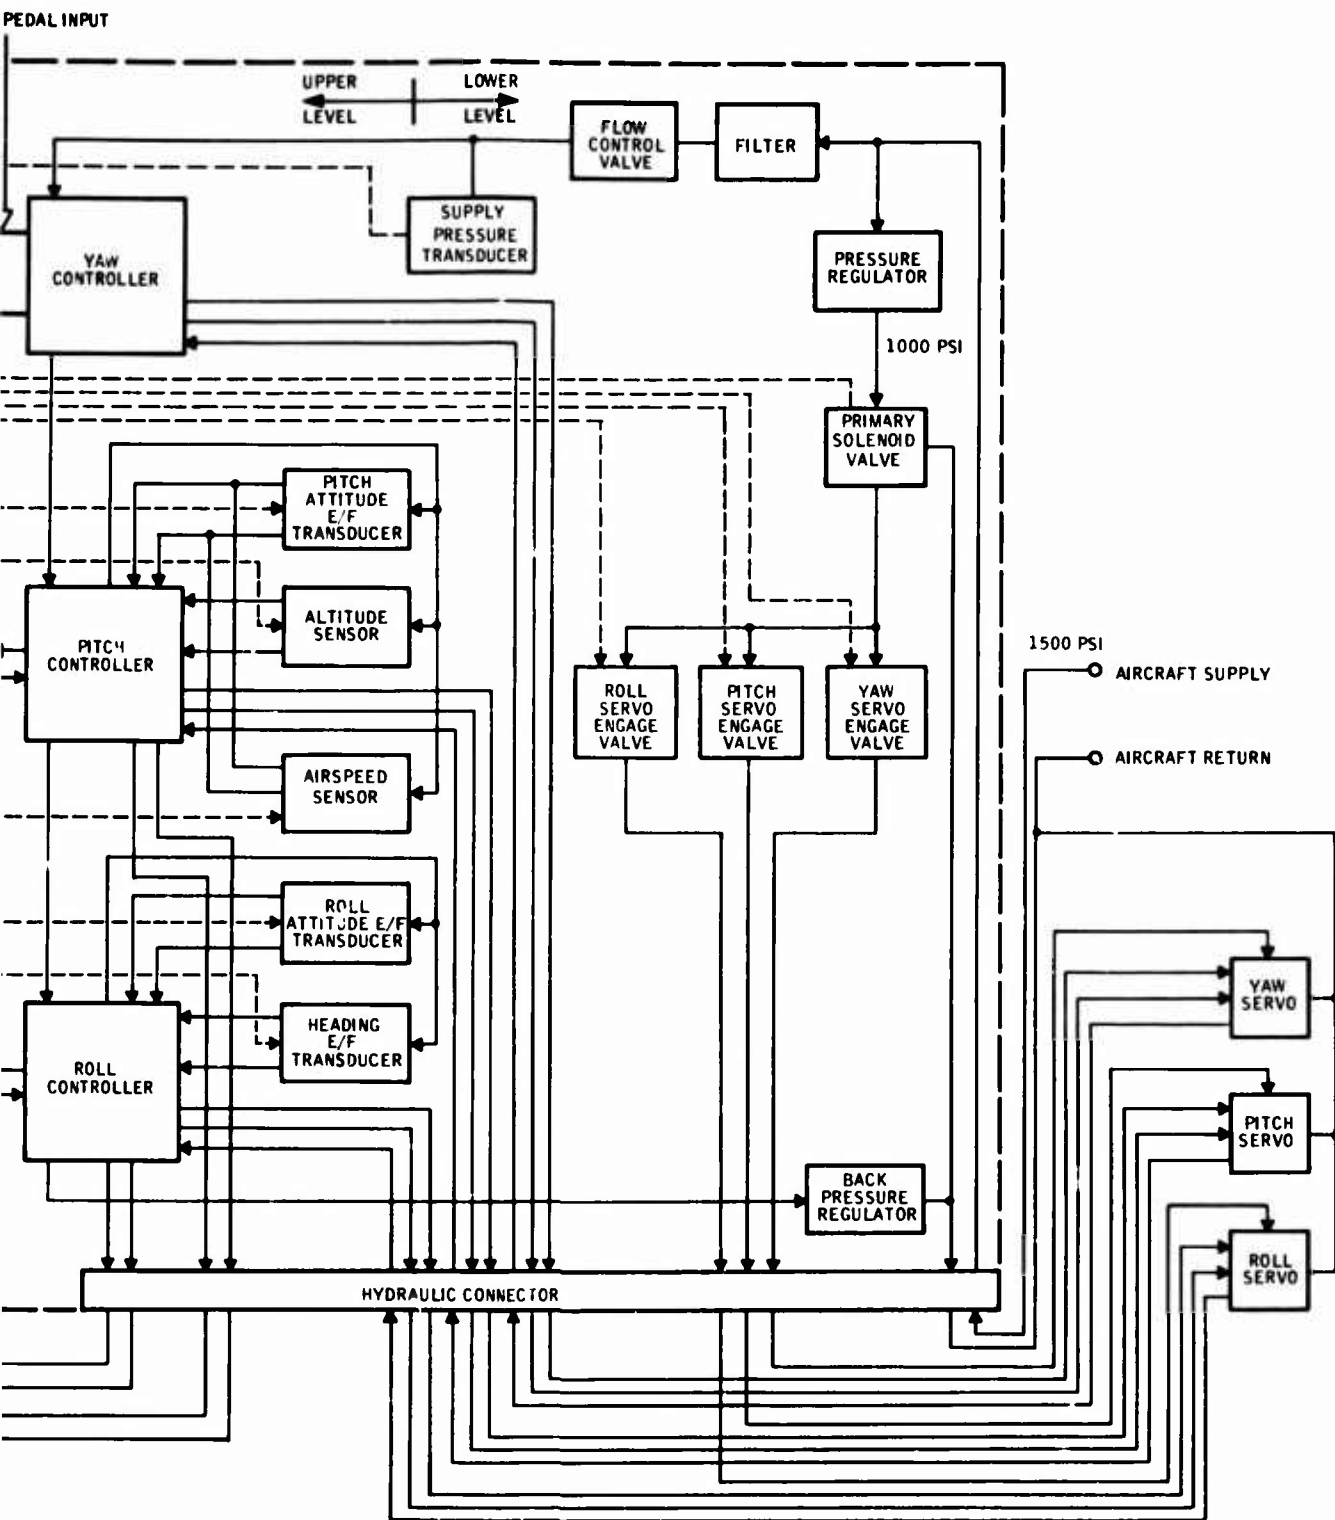 PEDAL INPUT
UPPER
LEVEL
LOWER
LEVEL
FLOW
CONTROL
VALVE
FILTER
SUPPLY
PRESSURE
TRANSDUCER
YAW
CONTROLLER
PRESSURE
REGULATOR
1000 PSI
PRIMARY
SOLENOID
VALVE
PITCH
ATTITUDE
E/F
TRANSDUCER
ALTITUDE
SENSOR
PITCH
CONTROLLER
1500 PSI
AIRCRAFT SUPPLY
ROLL
SERVO
ENGAGE
VALVE
PITCH
SERVO
ENGAGE
VALVE
YAW
SERVO
ENGAGE
VALVE
AIRCRAFT RETURN
AIRSPEED
SENSOR
ROLL
ATTITUDE E/F
TRANSDUCER
YAW
SERVO
HEADING
E/F
TRANSDUCER
ROLL
CONTROLLER
PITCH
SERVO
BACK
PRESSURE
REGULATOR
ROLL
SERVO
HYDRAULIC CONNECTOR